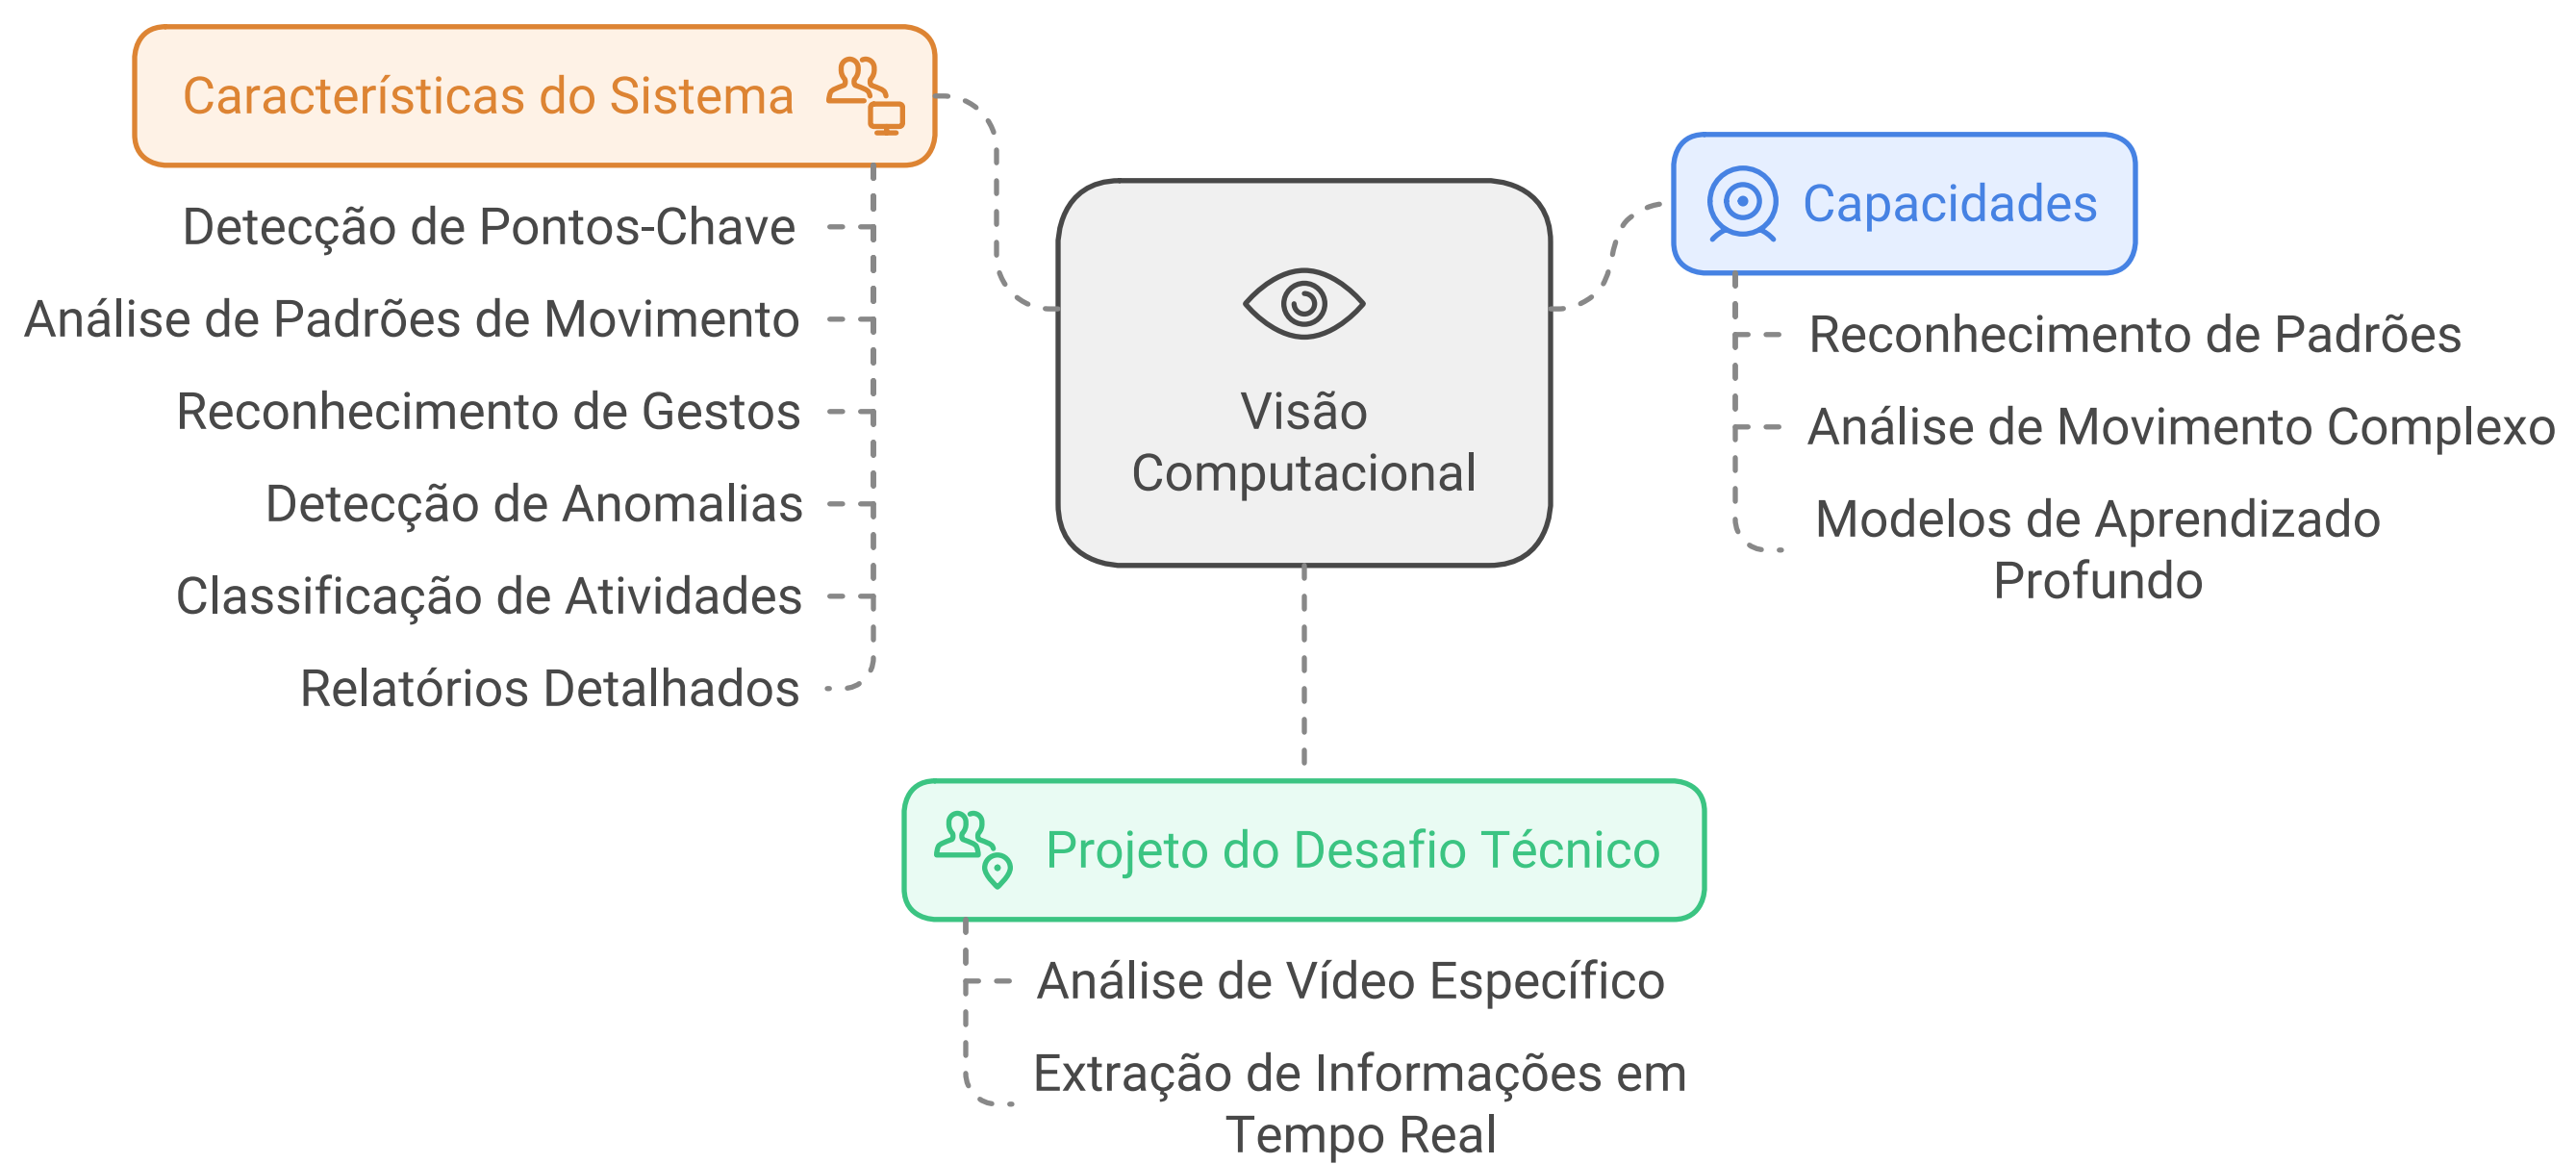 Características do Sistema
Detecção de Pontos-Chave
Análise de Padrões de Movimento
Reconhecimento de Gestos
Detecção de Anomalias
Classificação de Atividades
Relatórios Detalhados
Visão
Computacional
Capacidades
Reconhecimento de Padrões
Análise de Movimento Complexo
Modelos de Aprendizado
Profundo
Projeto do Desafio Técnico
Análise de Vídeo Específico
Extração de Informações em
Tempo Real